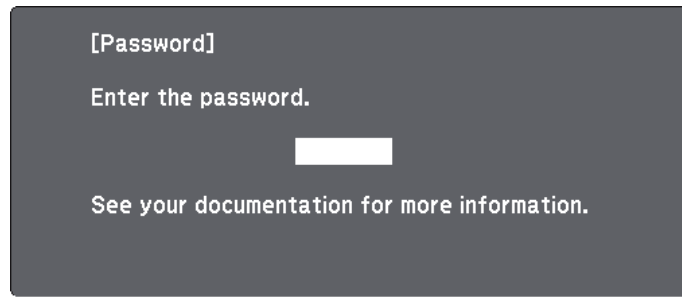 [Password]
Enter the password.
See your documentation for more information.